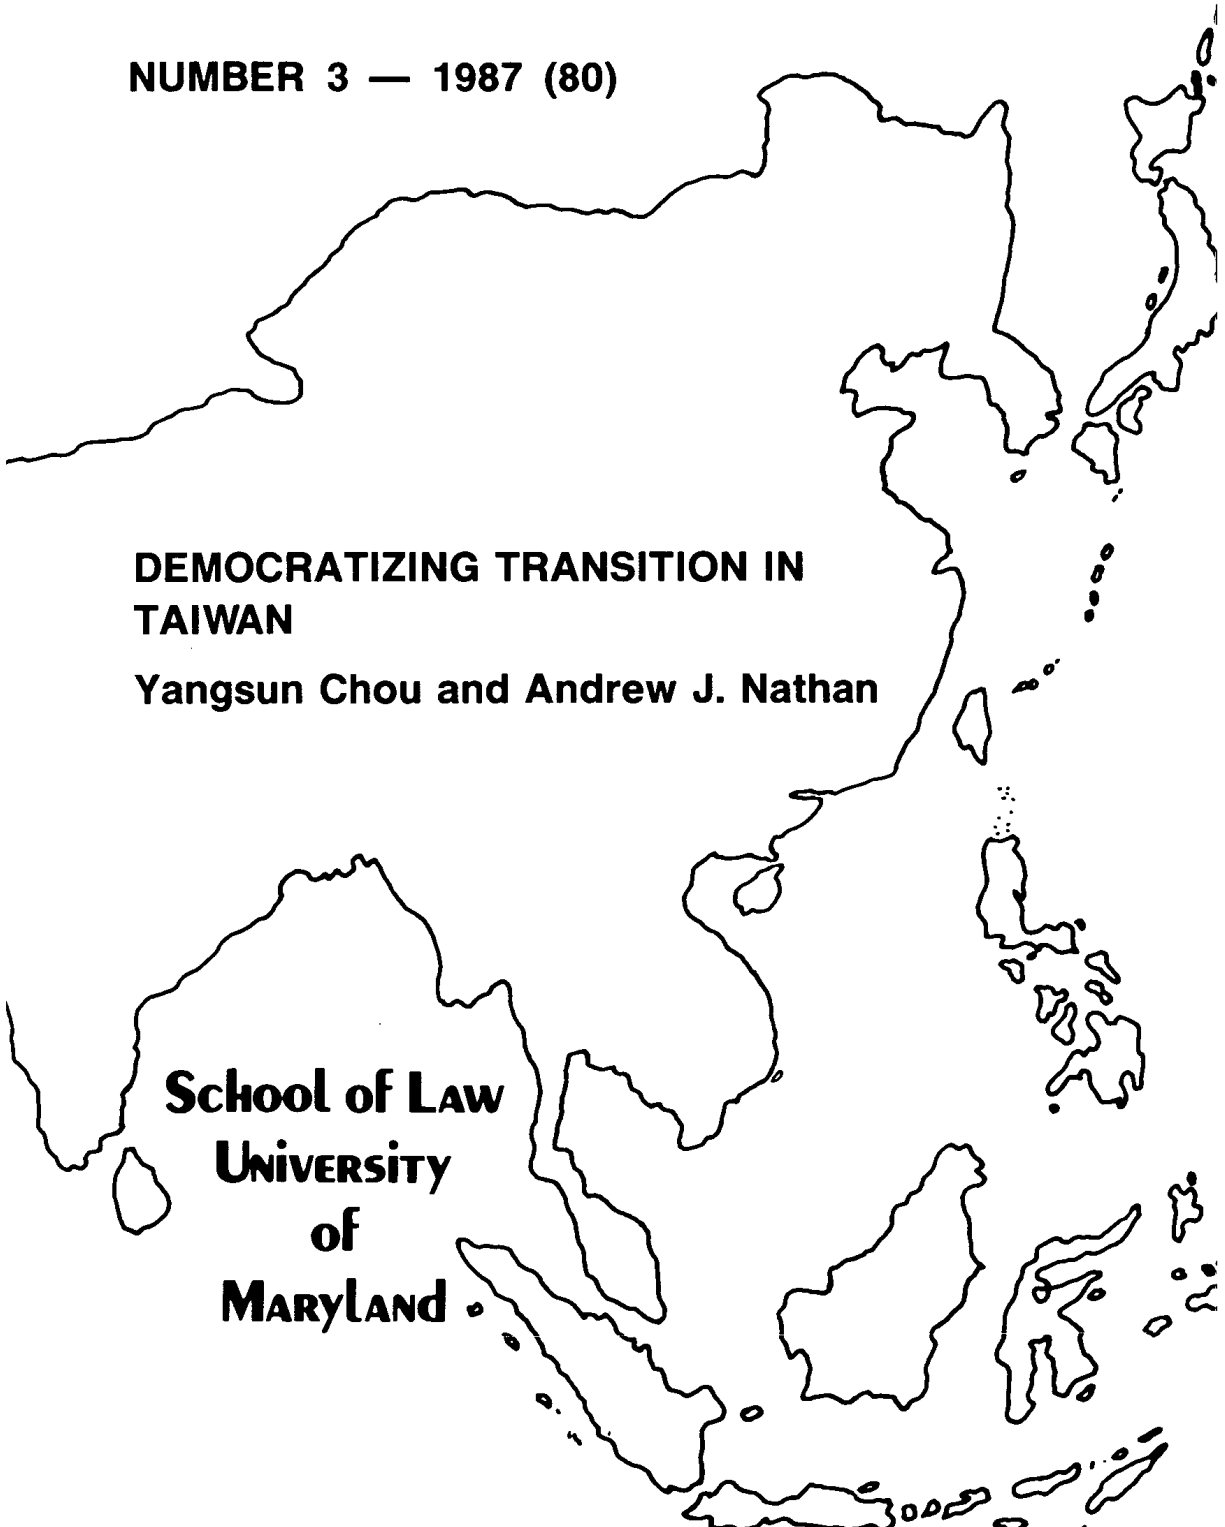 NUMBER 3 — 1987 (80)
DEMOCRATIZING TRANSITION IN
TAIWAN
Yangsun Chou and Andrew J. Nathan
School of Law
University
of
Maryland